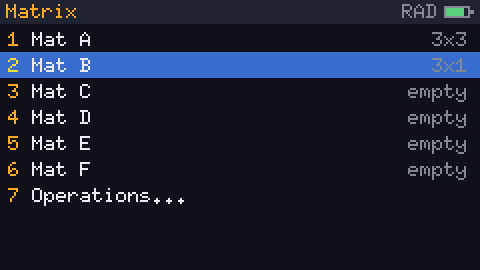 Matrix RAD
1 Mat A 3x3
2 Mat B 3x1
3 Mat C empty
4 Mat D empty
5 Mat E empty
6 Mat F empty
7 Operations...